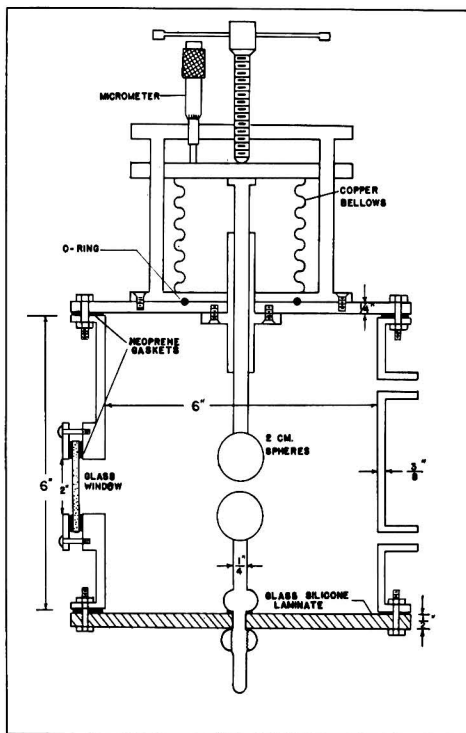 MICROMETER
COPPER
BELLOWS
O-RING
1/4"
NEOPRENE
GASKETS
6"
2 CM.
SPHERES
3/8"
6"
2"
GLASS
WINDOW
1/4"
GLASS SILICONE
LAMINATE